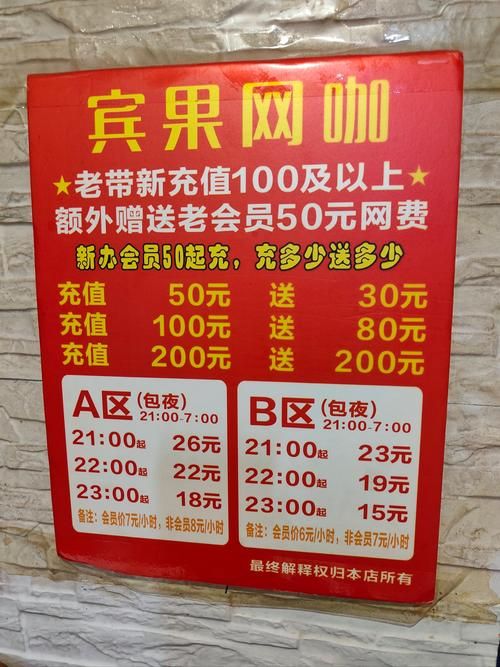 宾果网咖
★老带新充值100及以上★
额外赠送老会员50元网费
新办会员50起充，充多少送多少
充值 50元 送 30元
充值 100元 送 80元
充值 200元 送 200元
A区（包夜）
21:00-7:00
21:00起 26元
22:00起 22元
23:00起 18元
备注：会员价7元/小时，非会员8元/小时
B区（包夜）
21:00-7:00
21:00起 23元
22:00起 19元
23:00起 15元
备注：会员价6元/小时，非会员7元/小时
最终解释权归本店所有